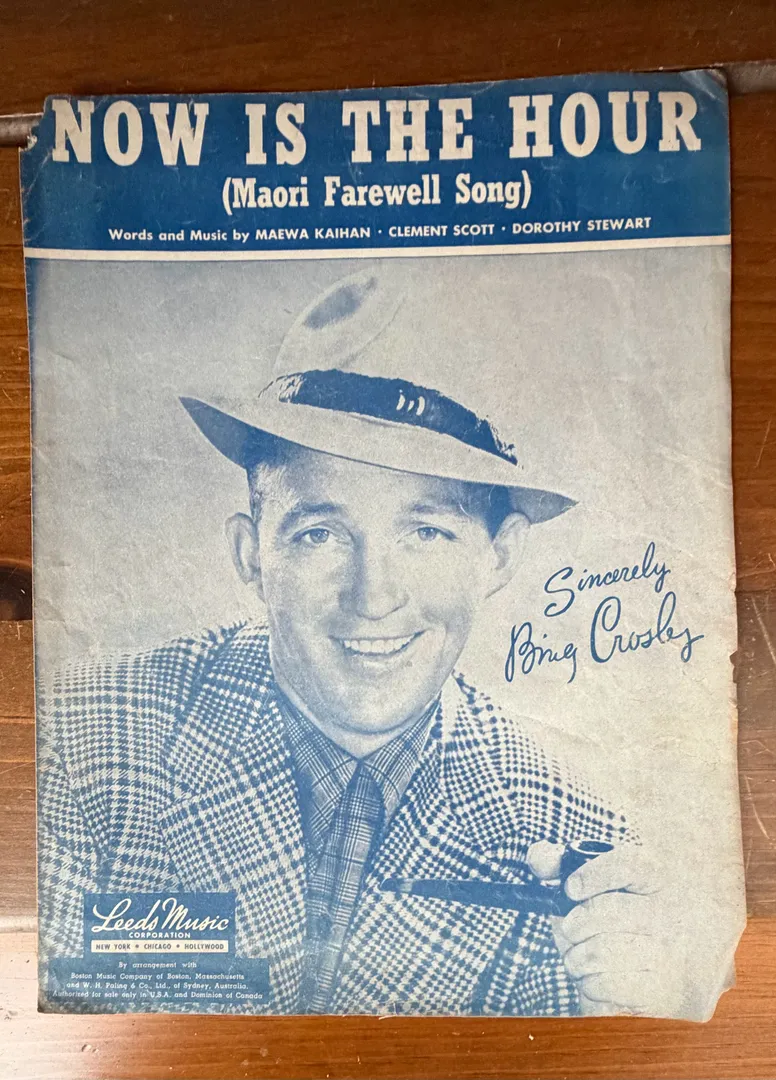 NOW IS THE HOUR
(Maori Farewell Song)
Words and Music by MAEWA KAIHAN · CLEMENT SCOTT · DOROTHY STEWART
Sincerely
Bing Crosby
Leeds Music
CORPORATION
NEW YORK • CHICAGO • HOLLYWOOD
By arrangement with
Boston Music Company of Boston, Massachusetts
and W. H. Paling & Co., Ltd., of Sydney, Australia.
Authorized for sale only in U.S.A. and Dominion of Canada